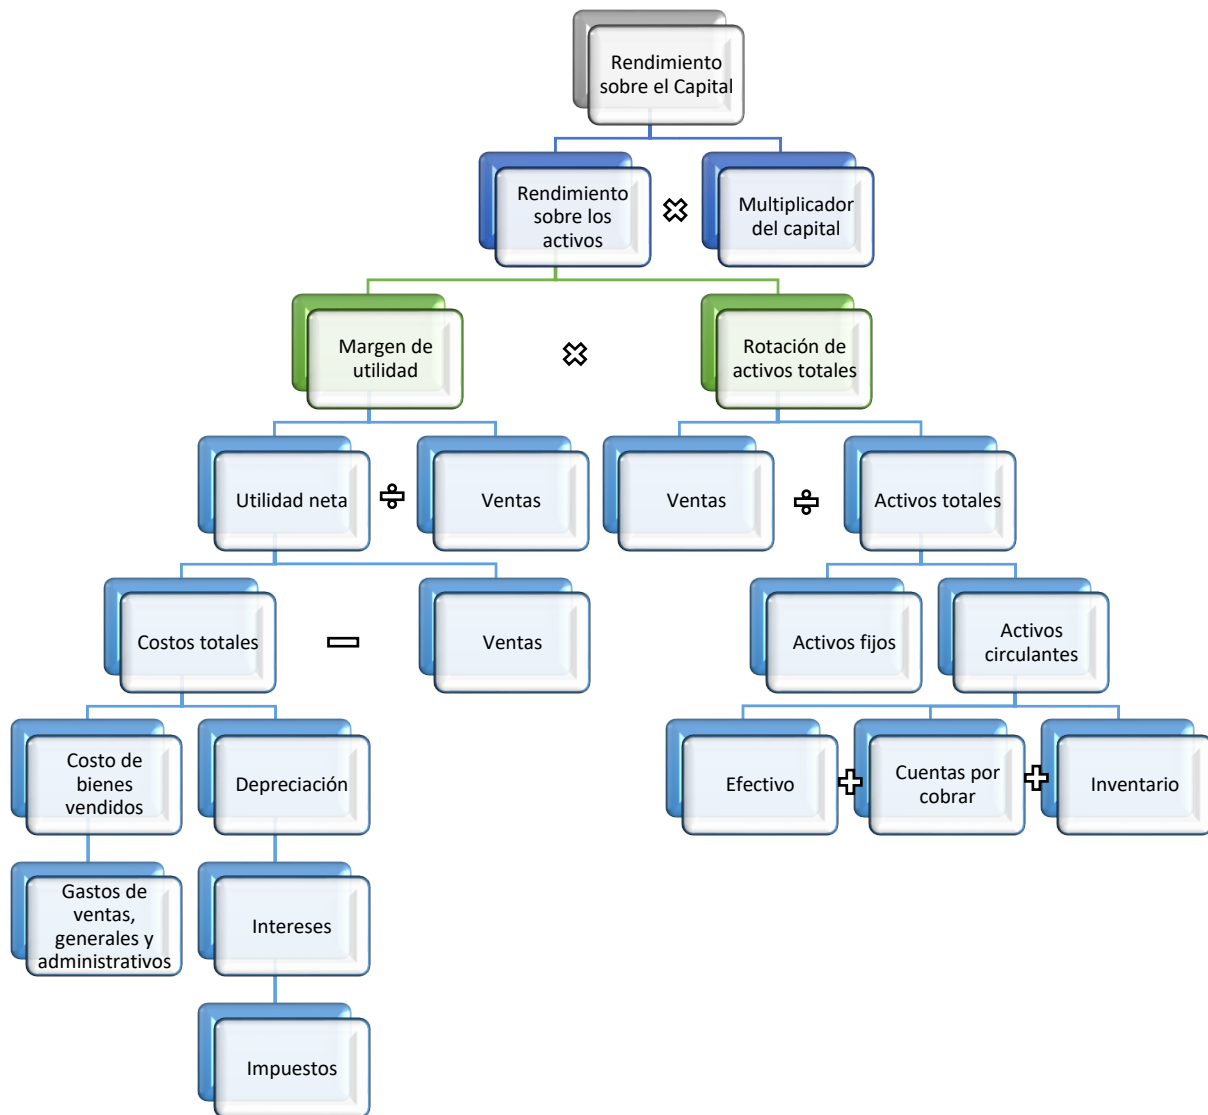 Rendimiento
sobre el Capital
Rendimiento
sobre los
activos
Multiplicador
del capital
Margen de
utilidad
Rotación de
activos totales
Utilidad neta
Ventas
Ventas
Activos totales
Costos totales
Ventas
Activos fijos
Activos
circulantes
Costo de
bienes
vendidos
Depreciación
Efectivo
Cuentas por
cobrar
Inventario
Gastos de
ventas,
generales y
administrativos
Intereses
Impuestos